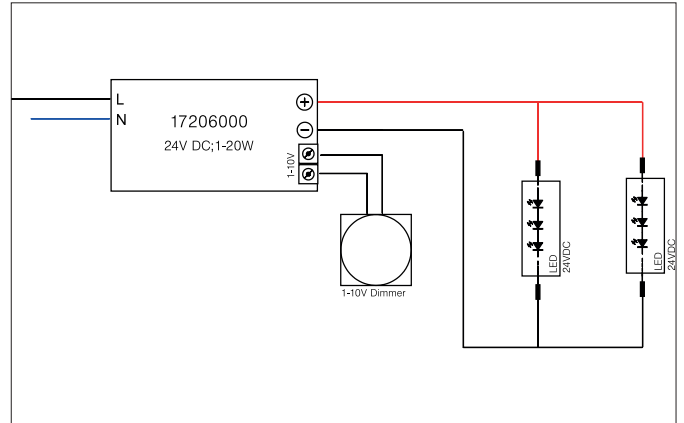 L
N
17206000
24V DC;1-20W
+
−
1-10V
1-10V Dimmer
LED
24VDC
LED
24VDC